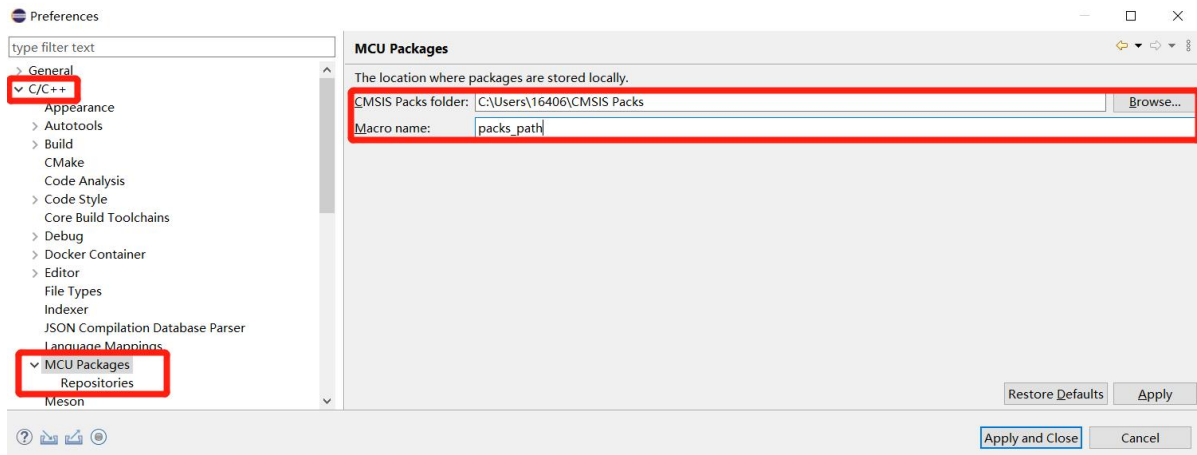 Preferences
type filter text
General
C/C++
Appearance
Autotools
Build
CMake
Code Analysis
Code Style
Core Build Toolchains
Debug
Docker Container
Editor
File Types
Indexer
JSON Compilation Database Parser
Language Mappings
MCU Packages
Repositories
Meson
MCU Packages
The location where packages are stored locally.
CMSIS Packs folder: C:\Users\16406\CMSIS Packs Browse...
Macro name: packs_path
Restore Defaults Apply
Apply and Close Cancel